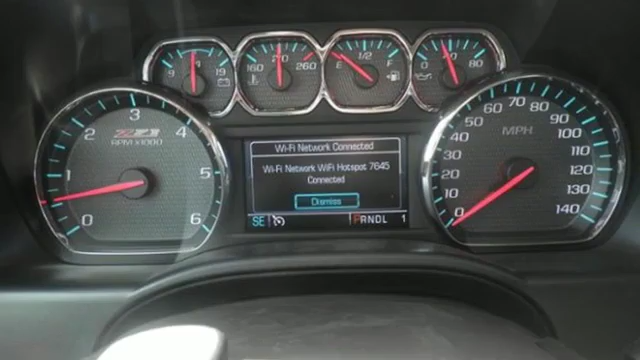 9 19
160 210 260
E 1/2 F
0 80
0 1 2 3 4 5 6
Z71
RPM x1000
Wi-Fi Network Connected
Wi-Fi Network WiFi Hotspot 7645
Connected
Dismiss
SE PRNDL 1
0 10 20 30 40 50 60 70 80 90 100 110 120 130 140
MPH